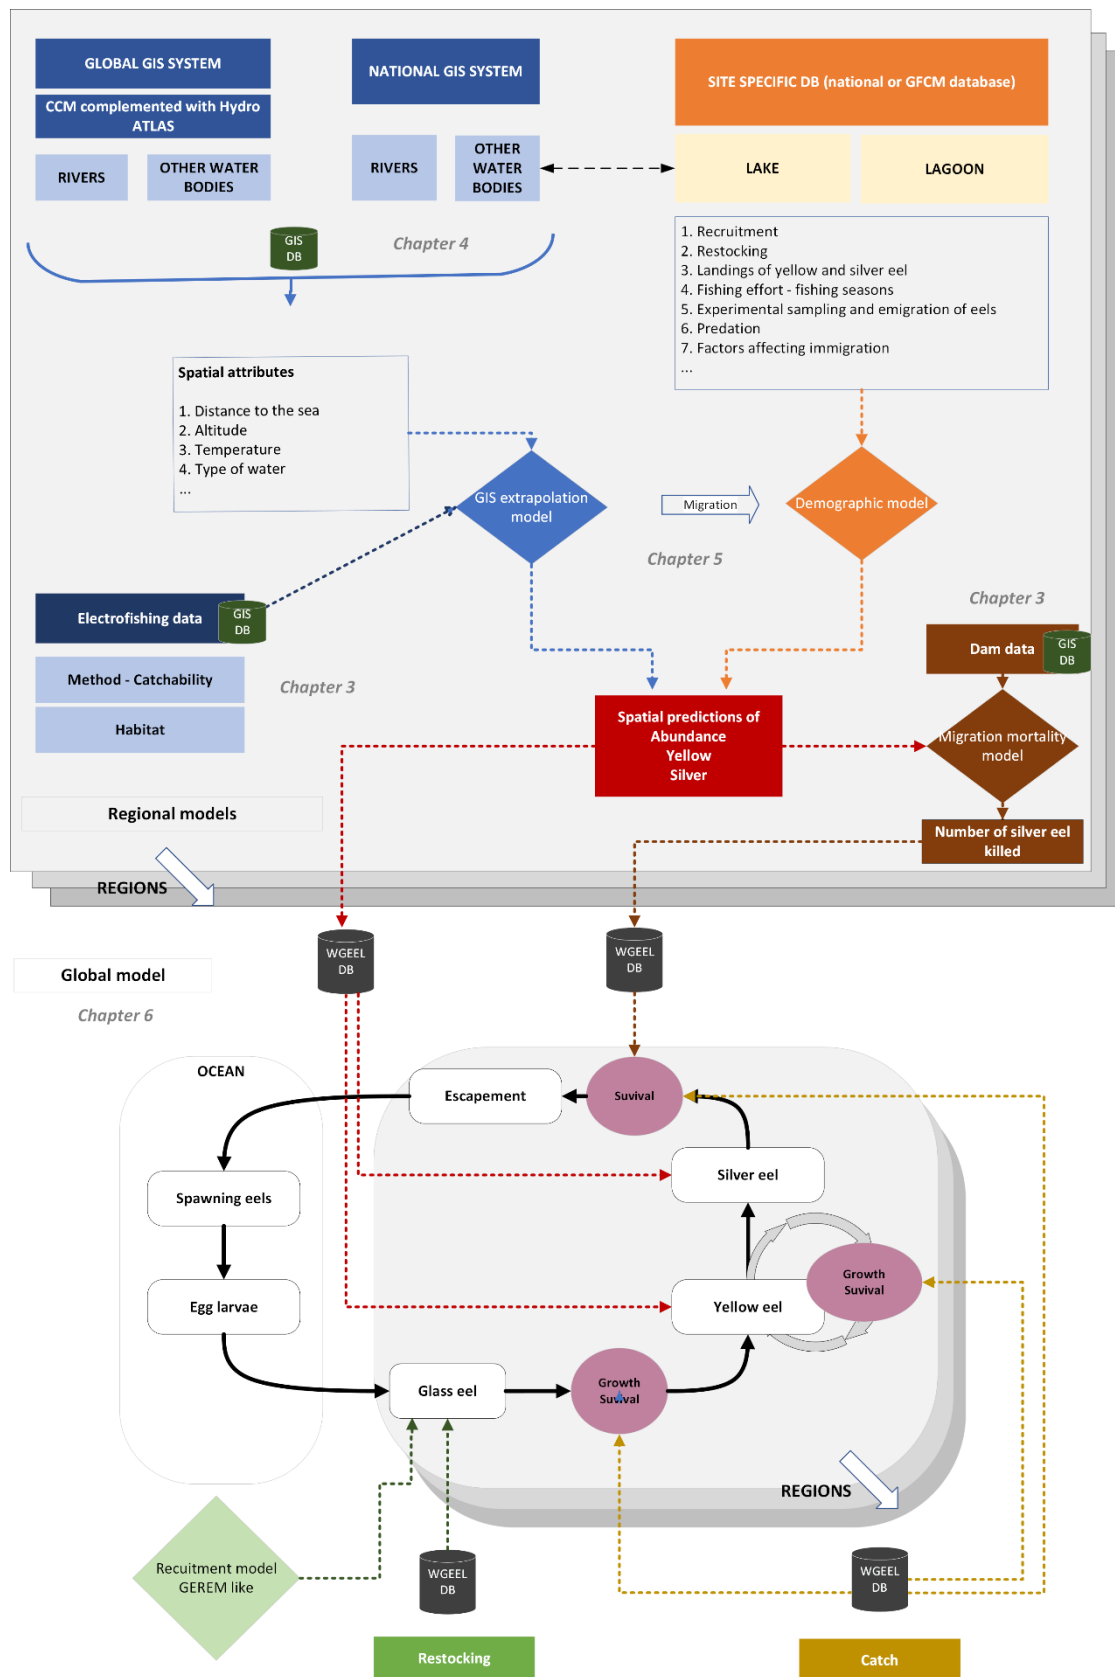 GLOBAL GIS SYSTEM
CCM complemented with Hydro
ATLAS
RIVERS
OTHER WATER
BODIES
NATIONAL GIS SYSTEM
RIVERS
OTHER
WATER
BODIES
SITE SPECIFIC DB (national or GFCM database)
LAKE
LAGOON
GIS
DB
Chapter 4
1. Recruitment
2. Restocking
3. Landings of yellow and silver eel
4. Fishing effort - fishing seasons
5. Experimental sampling and emigration of eels
6. Predation
7. Factors affecting immigration
...
Spatial attributes
1. Distance to the sea
2. Altitude
3. Temperature
4. Type of water
...
GIS extrapolation
model
Migration
Demographic model
Chapter 5
Electrofishing data
GIS
DB
Method - Catchability
Habitat
Chapter 3
Chapter 3
Dam data
GIS
DB
Spatial predictions of
Abundance
Yellow
Silver
Migration mortality
model
Number of silver eel
killed
Regional models
REGIONS
WGEEL
DB
WGEEL
DB
Global model
Chapter 6
OCEAN
Escapement
Suvival
Spawning eels
Silver eel
Egg larvae
Yellow eel
Growth
Suvival
Glass eel
Growth
Suvival
REGIONS
Recuitment model
GEREM like
WGEEL
DB
WGEEL
DB
Restocking
Catch